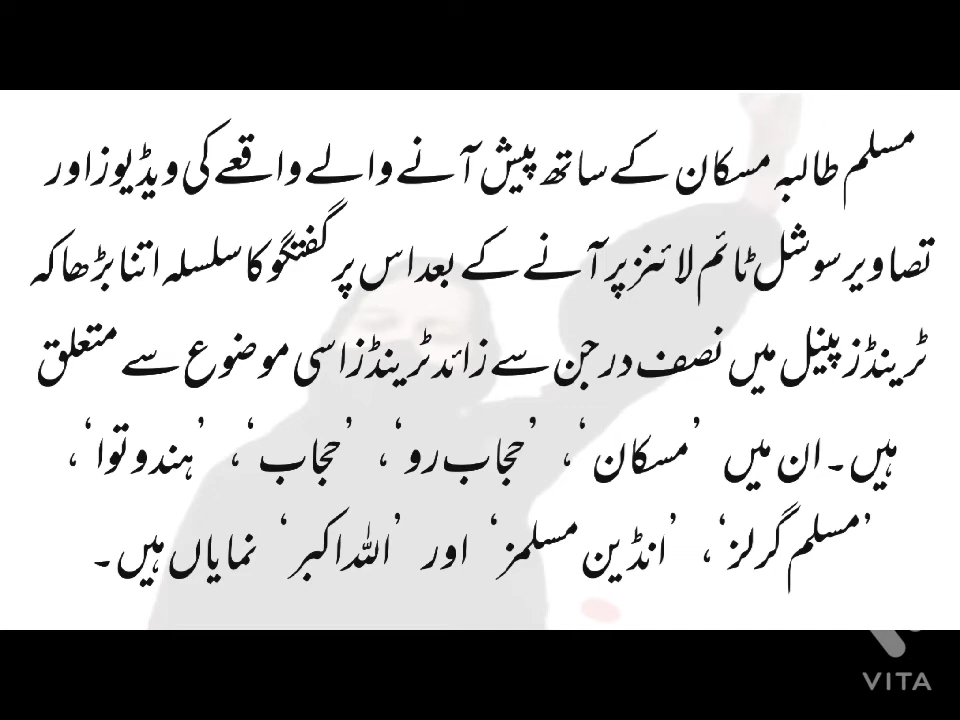 مسلم طالبہ مسکان کے ساتھ پیش آنے والے واقعے کی ویڈیوز اور
تصاویر سوشل ٹائم لائنز پر آنے کے بعد اس پر گفتگو کا سلسلہ اتنا بڑھا کہ
ٹرینڈز پینل میں نصف درجن سے زائد ٹرینڈز اسی موضوع سے متعلق
ہیں۔ ان میں ’مسکان‘، ’حجاب رو‘، ’حجاب‘، ’ہندوتوا‘،
’مسلم گرلز‘، ’انڈین مسلمز‘ اور ’اللہ اکبر‘ نمایاں ہیں۔
VITA